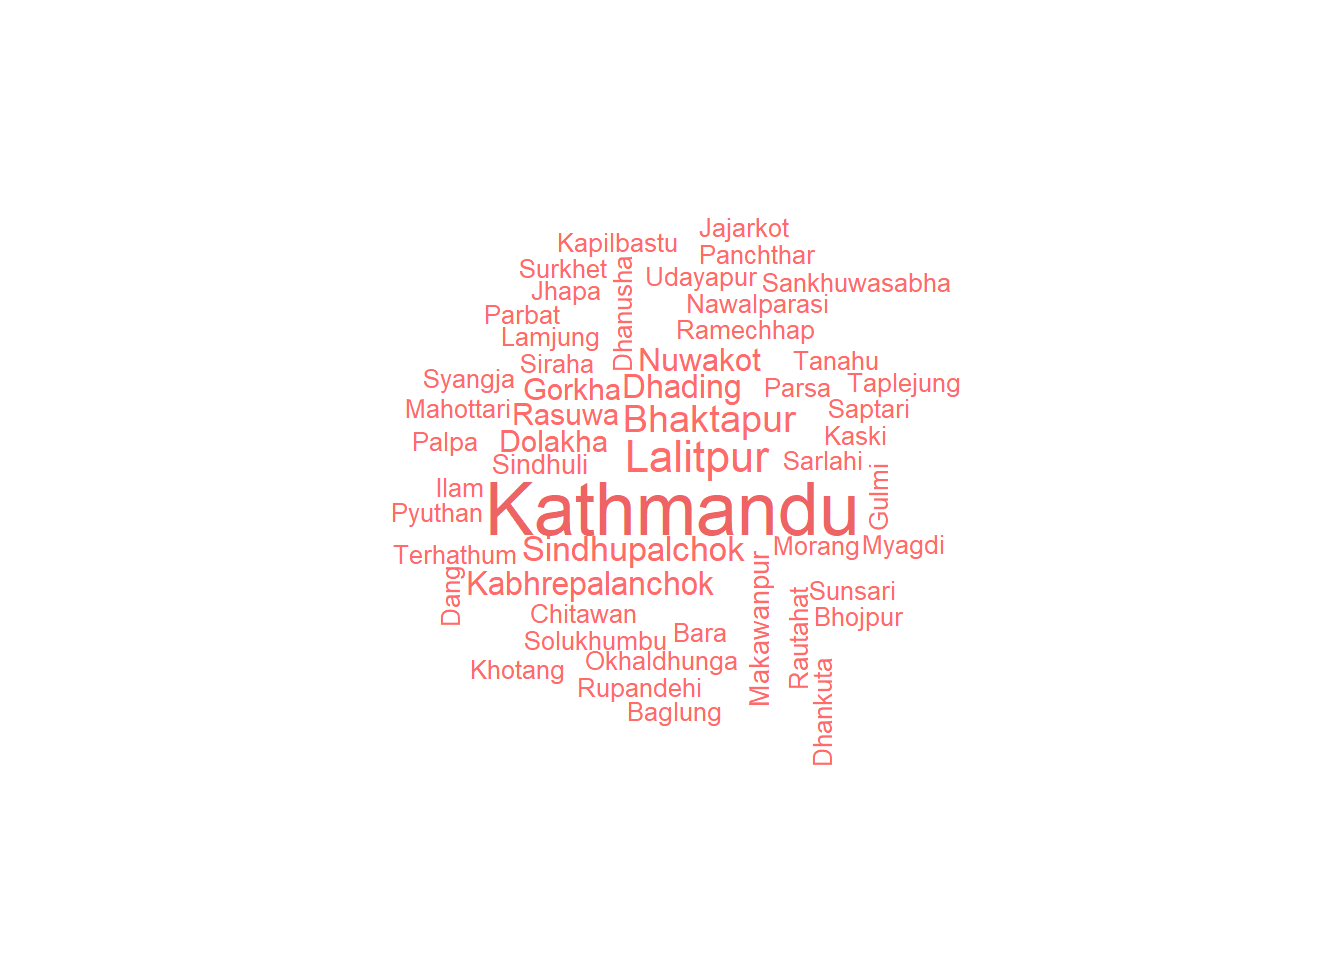 Jajarkot
Kapilbastu
Panchthar
Surkhet
Udayapur
Sankhuwasabha
Jhapa
Dhanusha
Nawalparasi
Parbat
Ramechhap
Lamjung
Siraha
Nuwakot
Tanahu
Syangja
Gorkha
Dhading
Parsa
Taplejung
Mahottari
Rasuwa
Bhaktapur
Saptari
Palpa
Dolakha
Kaski
Sindhuli
Lalitpur
Sarlahi
Ilam
Gulmi
Pyuthan
Kathmandu
Terhathum
Sindhupalchok
Morang
Myagdi
Dang
Kabhrepalanchok
Makawanpur
Sunsari
Chitawan
Rautahat
Bhojpur
Solukhumbu
Bara
Khotang
Okhaldhunga
Rupandehi
Dhankuta
Baglung